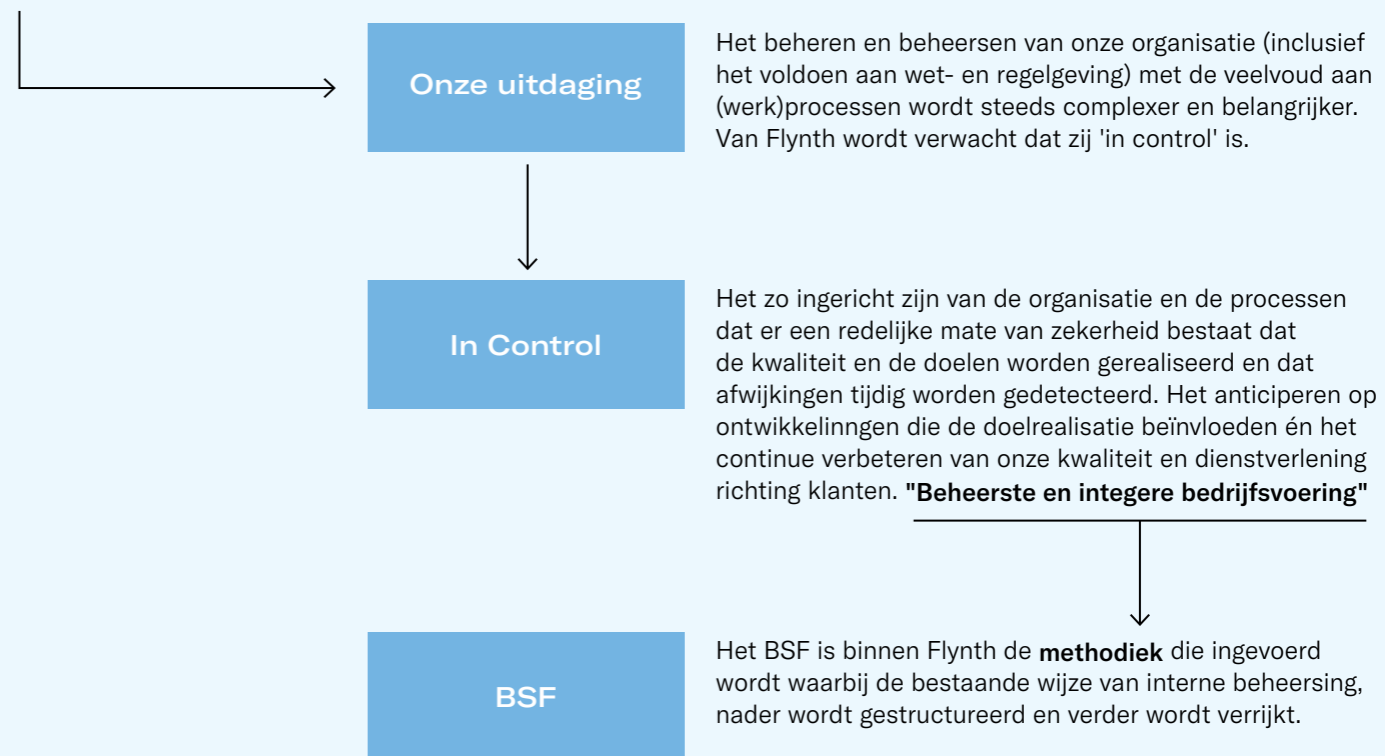 Onze uitdaging
Het beheren en beheersen van onze organisatie (inclusief
het voldoen aan wet- en regelgeving) met de veelvoud aan
(werk)processen wordt steeds complexer en belangrijker.
Van Flynth wordt verwacht dat zij 'in control' is.
In Control
Het zo ingericht zijn van de organisatie en de processen
dat er een redelijke mate van zekerheid bestaat dat
de kwaliteit en de doelen worden gerealiseerd en dat
afwijkingen tijdig worden gedetecteerd. Het anticiperen op
ontwikkelinngen die de doelrealisatie beïnvloeden én het
continue verbeteren van onze kwaliteit en dienstverlening
richting klanten. "Beheerste en integere bedrijfsvoering"
BSF
Het BSF is binnen Flynth de methodiek die ingevoerd
wordt waarbij de bestaande wijze van interne beheersing,
nader wordt gestructureerd en verder wordt verrijkt.